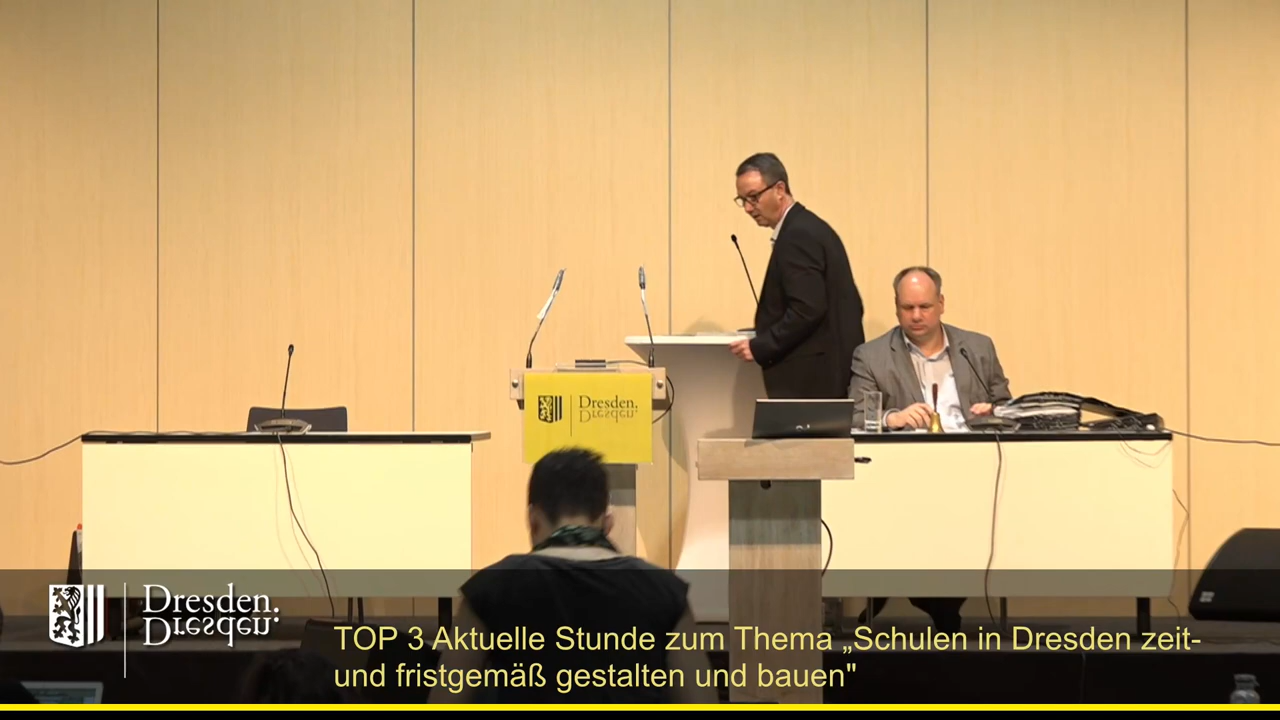 Dresden.
Dresden.
Dresden.
Dresden.
TOP 3 Aktuelle Stunde zum Thema „Schulen in Dresden zeit-
und fristgemäß gestalten und bauen"